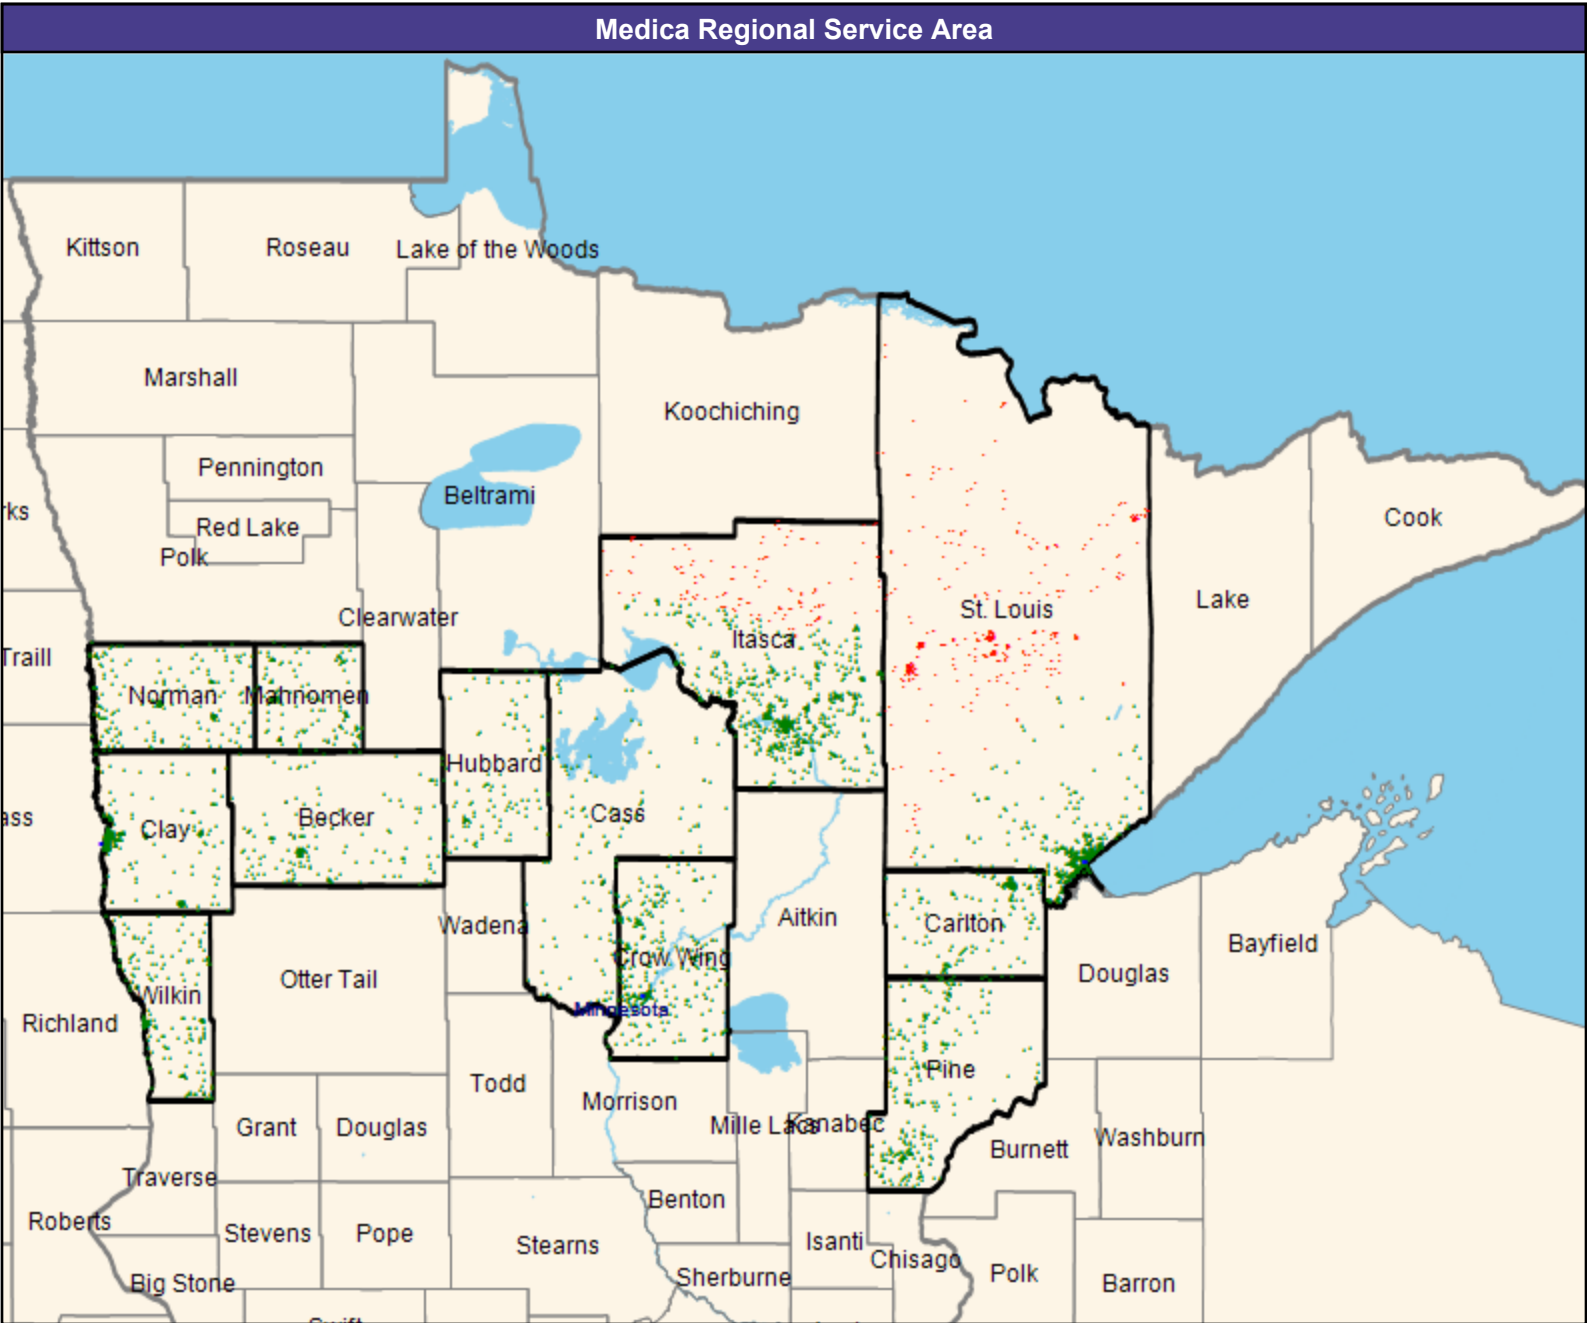 Medica Regional Service Area
Kittson
Roseau
Lake of the Woods
Marshall
Koochiching
Pennington
Beltrami
rks
Red Lake
Cook
Polk
Clearwater
St. Louis
Lake
Itasca
Traill
Norman
Mahnomen
Hubbard
Cass
ass
Clay
Becker
Wadena
Aitkin
Carlton
Bayfield
Crow Wing
Douglas
Otter Tail
Wilkin
Minnesota
Richland
Pine
Todd
Morrison
Grant
Douglas
Mille Lacs
Kanabec
Burnett
Washburn
Traverse
Benton
Roberts
Stevens
Pope
Stearns
Isanti
Chisago
Sherburne
Polk
Barron
Big Stone
Swift